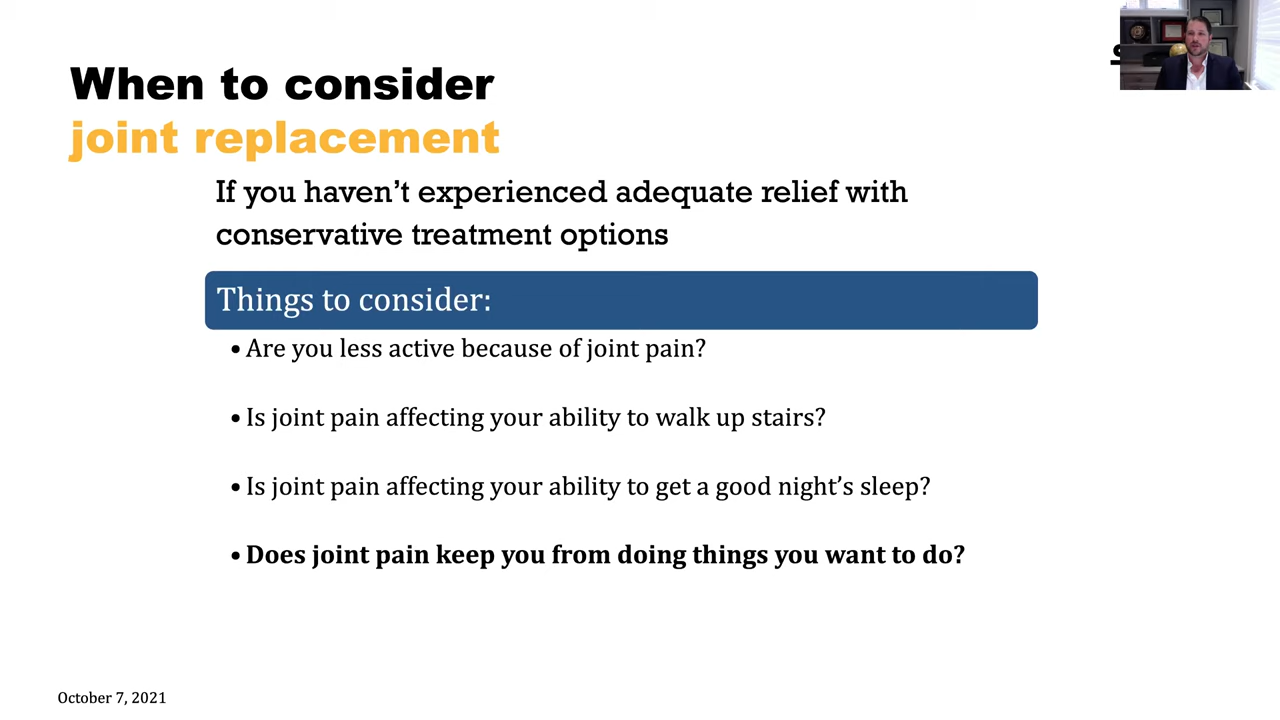 When to consider
joint replacement
If you haven’t experienced adequate relief with
conservative treatment options
Things to consider:
• Are you less active because of joint pain?
• Is joint pain affecting your ability to walk up stairs?
• Is joint pain affecting your ability to get a good night’s sleep?
• Does joint pain keep you from doing things you want to do?
October 7, 2021